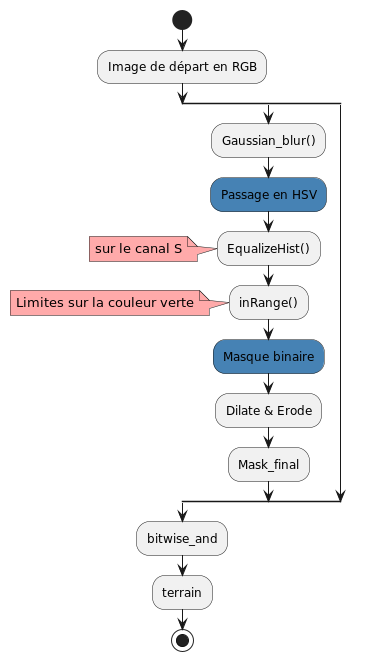 Image de départ en RGB
Gaussian_blur()
Passage en HSV
sur le canal S
EqualizeHist()
Limites sur la couleur verte
inRange()
Masque binaire
Dilate & Erode
Mask_final
bitwise_and
terrain